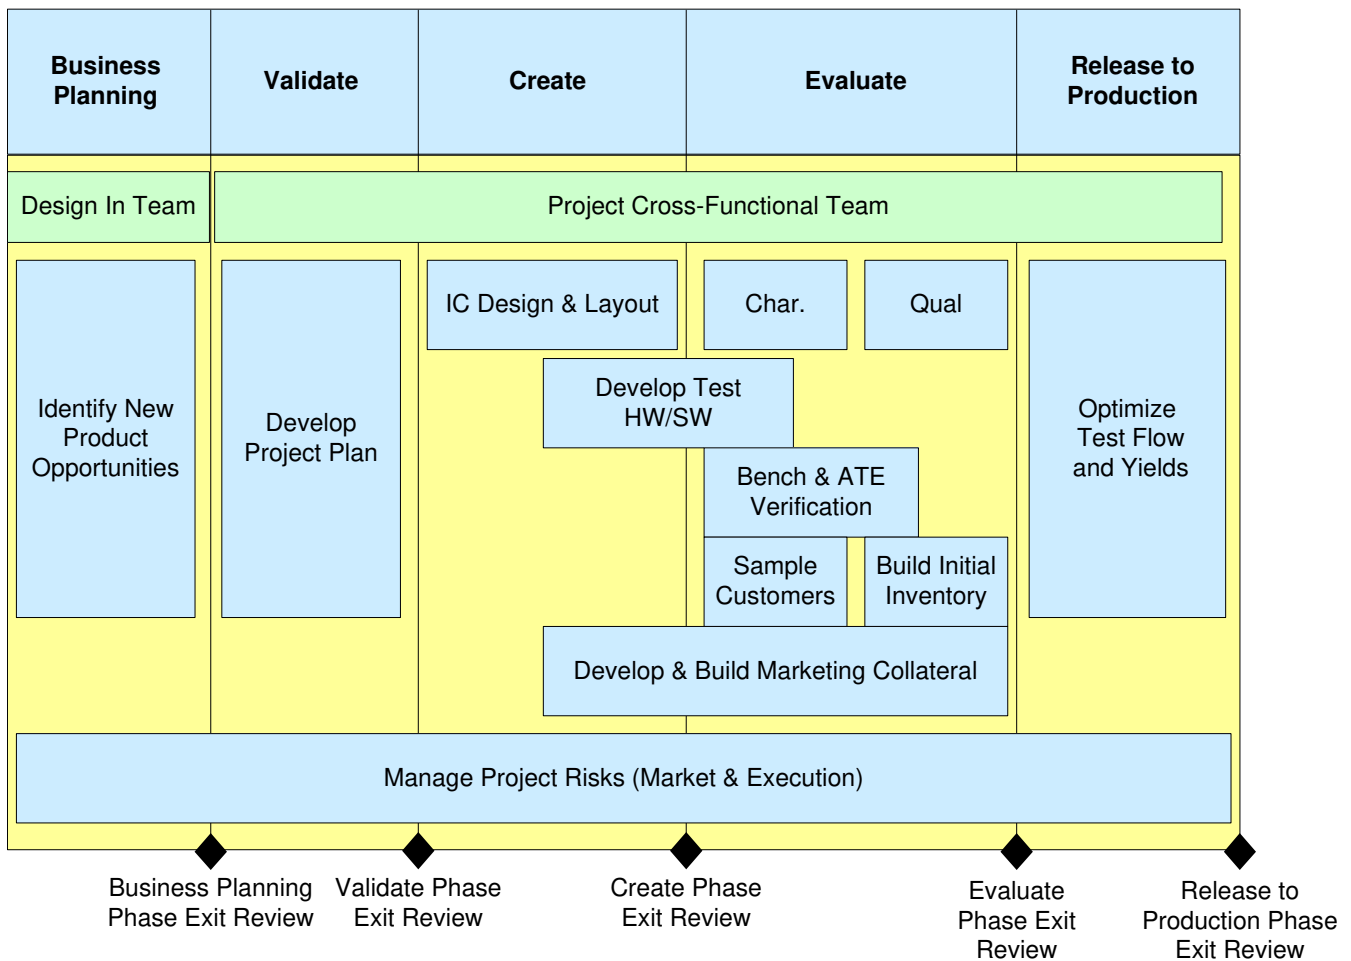 Business
Planning
Validate
Create
Evaluate
Release to
Production
Design In Team
Project Cross-Functional Team
Identify New
Product
Opportunities
Develop
Project Plan
IC Design & Layout
Char.
Qual
Develop Test
HW/SW
Bench & ATE
Verification
Sample
Customers
Build Initial
Inventory
Develop & Build Marketing Collateral
Optimize
Test Flow
and Yields
Manage Project Risks (Market & Execution)
Business Planning
Phase Exit Review
Validate Phase
Exit Review
Create Phase
Exit Review
Evaluate
Phase Exit
Review
Release to
Production Phase
Exit Review